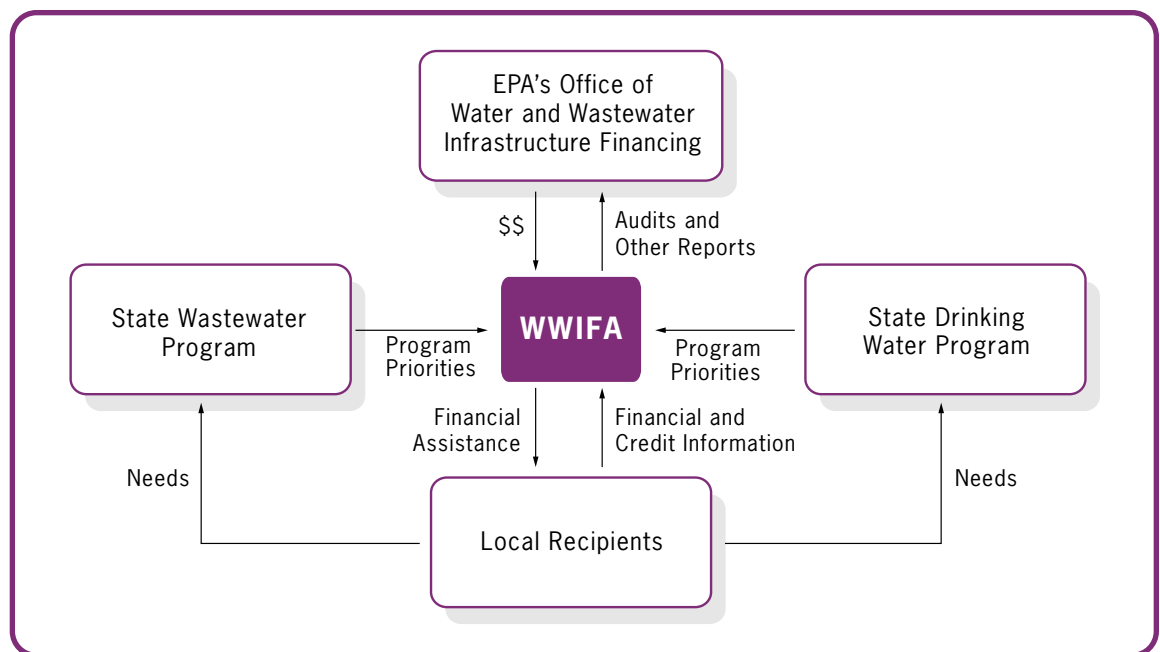 EPA's Office of
Water and Wastewater
Infrastructure Financing
$$
Audits and
Other Reports
State Wastewater
Program
Program
Priorities
WWIFA
Program
Priorities
State Drinking
Water Program
Financial
Assistance
Financial and
Credit Information
Needs
Local Recipients
Needs